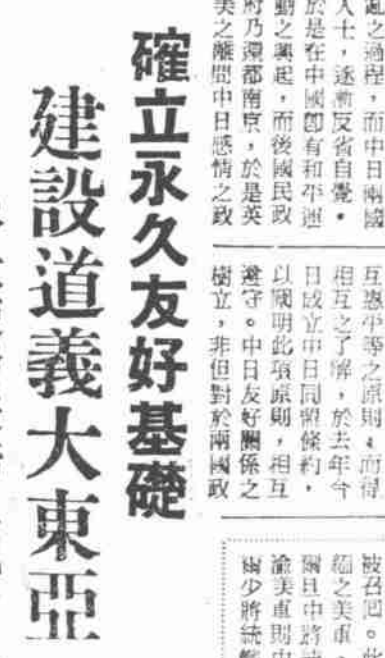 亂之過程，而中日兩國
人士，逐漸反省自覺。
於是在中國卽有和平運
動之興起，而後國民政
府乃還都南京，於是英
美之離間中日感情之政
互惠平等之原則，而得
相互之了解，於去年今
日成立中日同盟條約，
以闡明此項原則，相互
遵守。中日友好關係之
樹立，非但對於兩國政
被召回。此
之美軍，
爾旦中將
美軍則中
爾少將統
確立永久友好基礎
建設道義大東亞